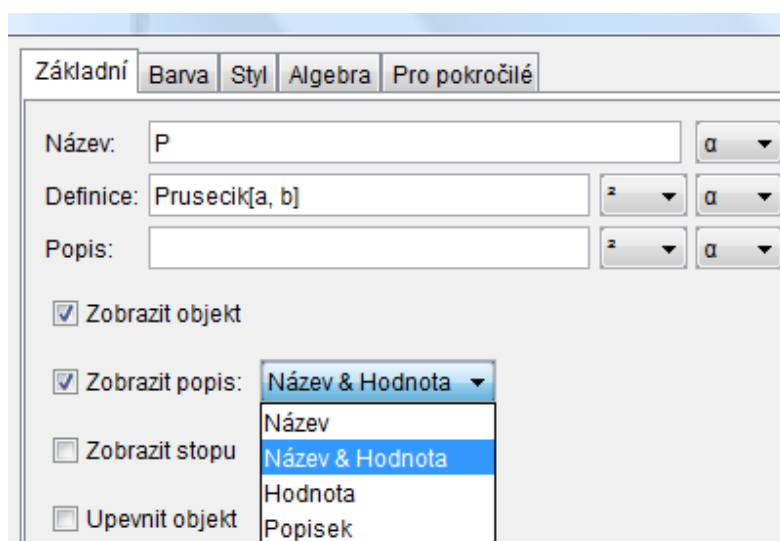 Základní Barva Styl Algebra Pro pokročilé
Název: P α
Definice: Prusecik[a, b] ² α
Popis: ² α
Zobrazit objekt
Zobrazit popis: Název & Hodnota
Název
Zobrazit stopu Název & Hodnota
Hodnota
Upevnit objekt Popisek